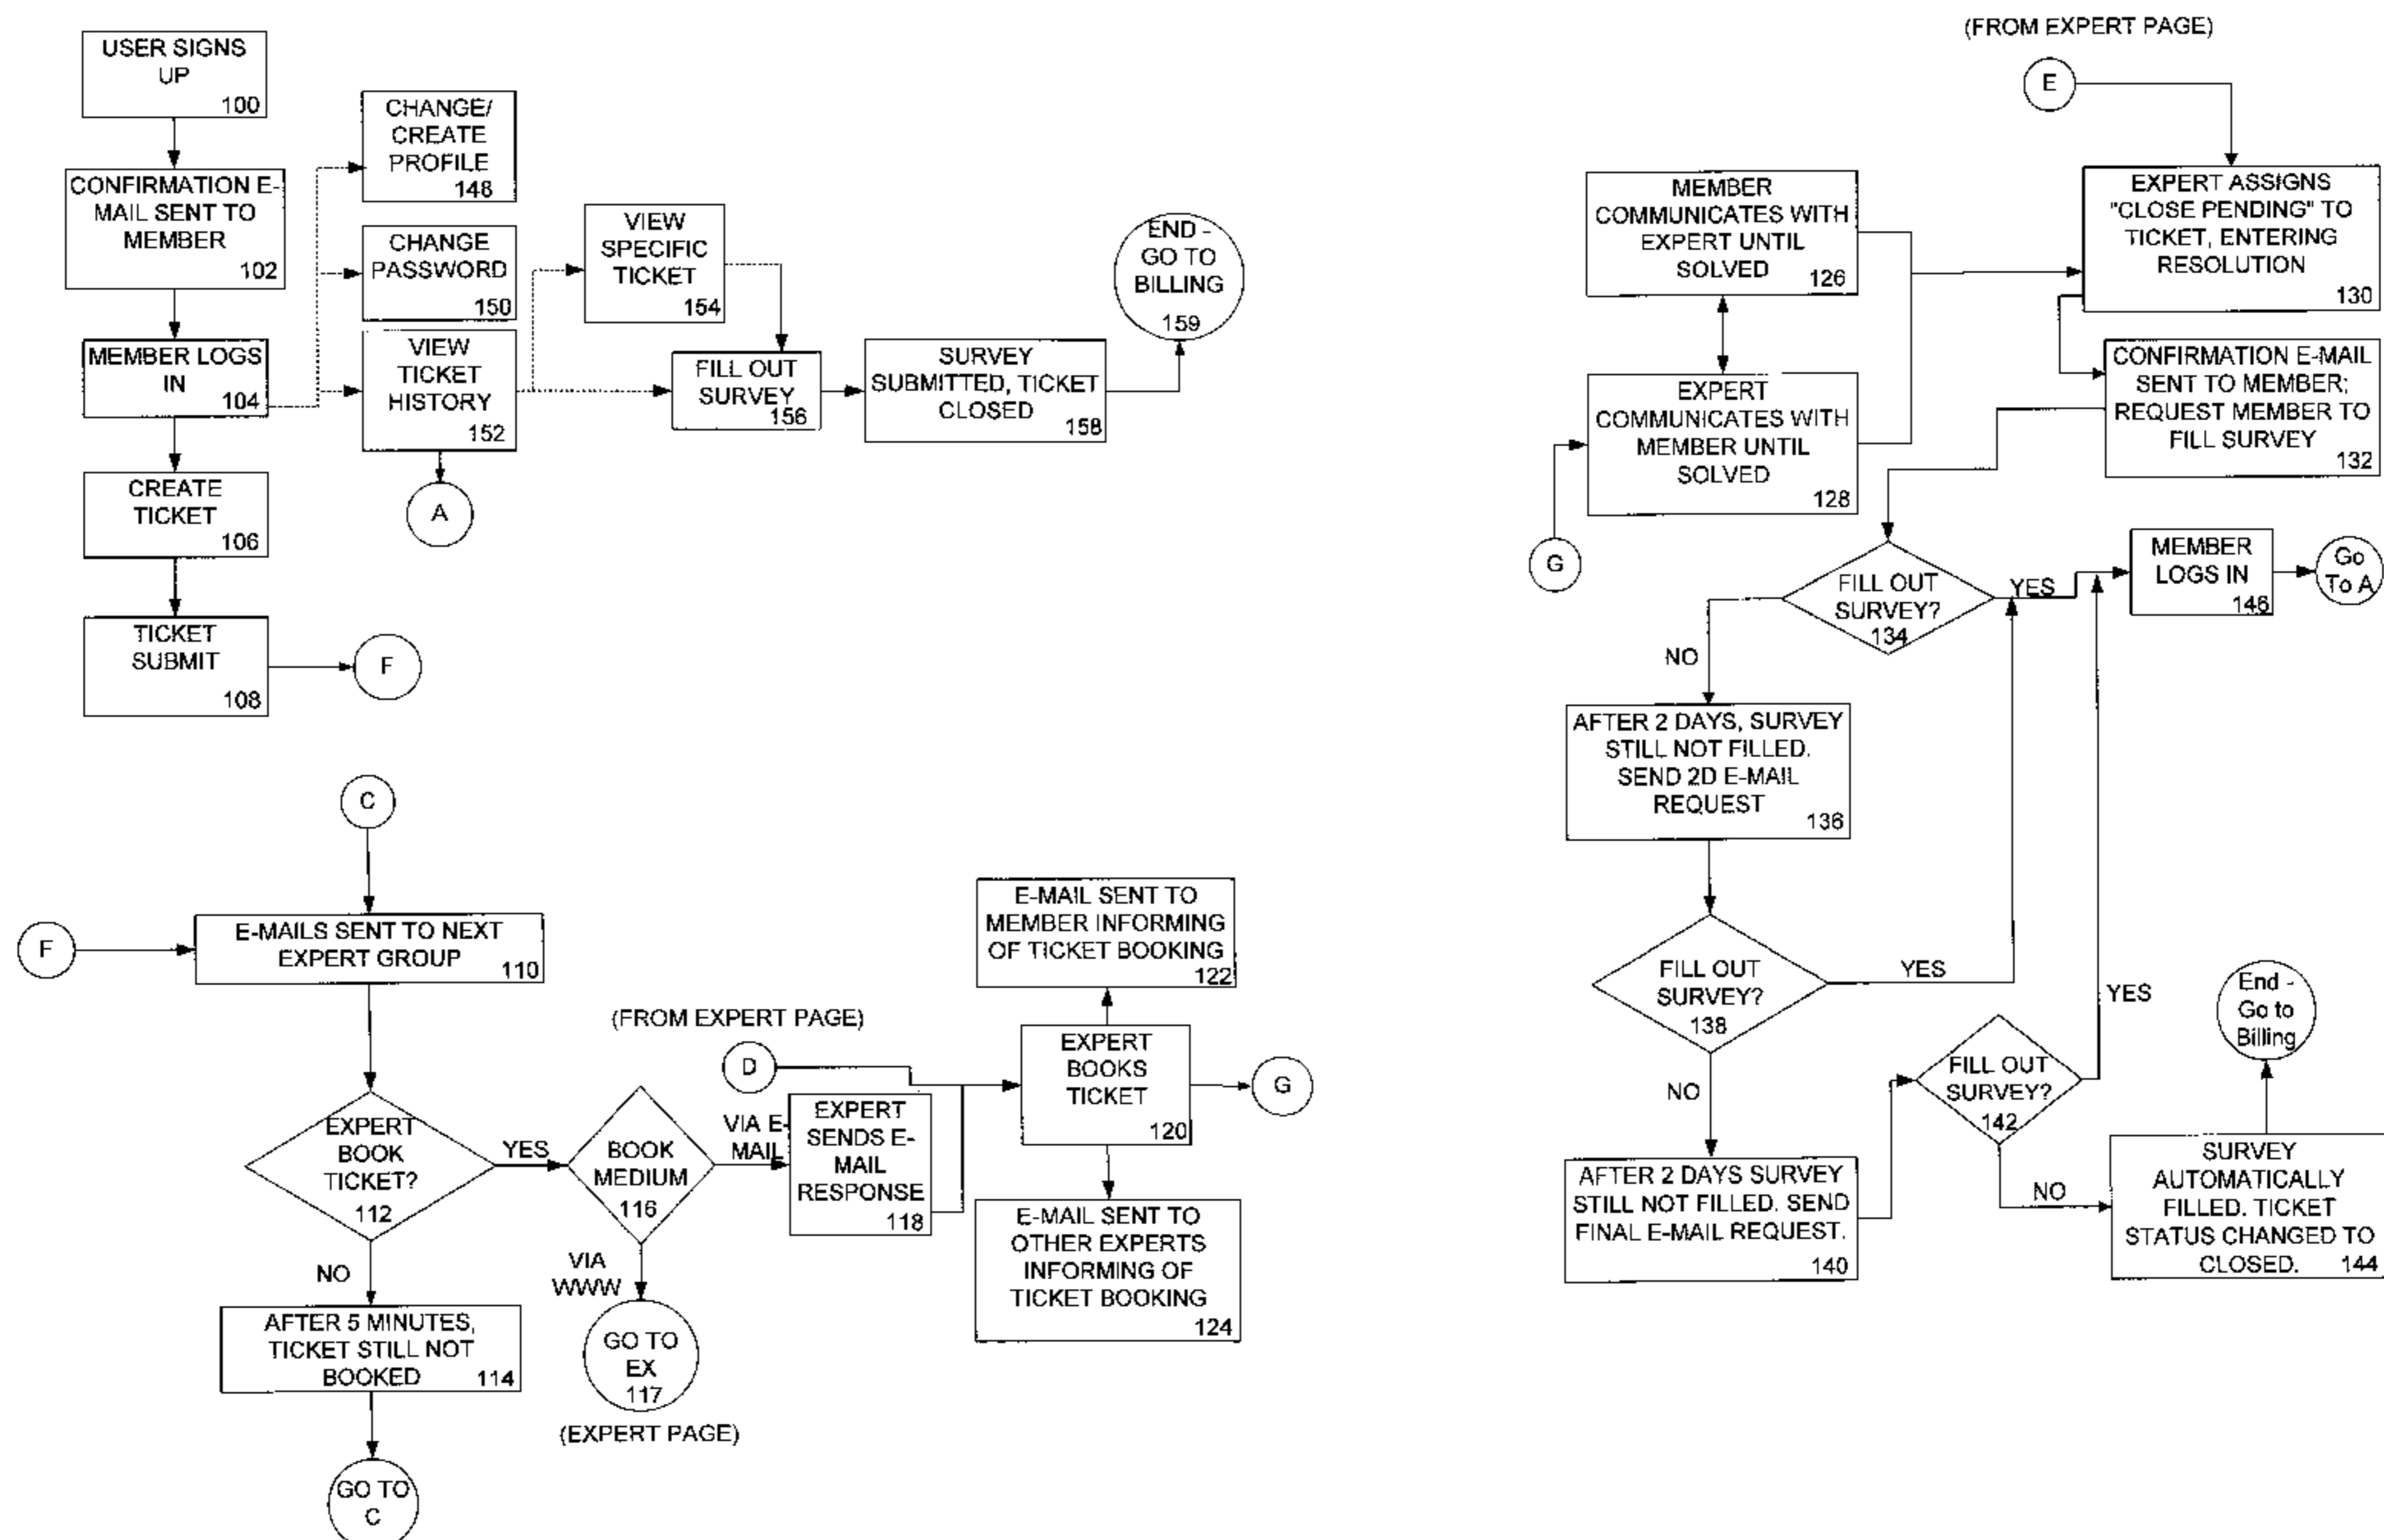 USER SIGNS
UP
100
CONFIRMATION E-
MAIL SENT TO
MEMBER
102
MEMBER LOGS
IN
104
CREATE
TICKET
106
TICKET
SUBMIT
108
F
CHANGE/
CREATE
PROFILE
148
CHANGE
PASSWORD
150
VIEW
TICKET
HISTORY
152
A
VIEW
SPECIFIC
TICKET
154
FILL OUT
SURVEY
156
SURVEY
SUBMITTED, TICKET
CLOSED
158
END -
GO TO
BILLING
159
C
F
E-MAILS SENT TO NEXT
EXPERT GROUP
110
EXPERT
BOOK
TICKET?
112
YES
NO
AFTER 5 MINUTES,
TICKET STILL NOT
BOOKED
114
GO TO
C
BOOK
MEDIUM
116
VIA E-
MAIL
VIA
WWW
GO TO
EX
117
(EXPERT PAGE)
EXPERT
SENDS E-
MAIL
RESPONSE
118
(FROM EXPERT PAGE)
D
EXPERT
BOOKS
TICKET
120
G
E-MAIL SENT TO
MEMBER INFORMING
OF TICKET BOOKING
122
E-MAIL SENT TO
OTHER EXPERTS
INFORMING OF
TICKET BOOKING
124
(FROM EXPERT PAGE)
E
MEMBER
COMMUNICATES WITH
EXPERT UNTIL
SOLVED
126
EXPERT
COMMUNICATES WITH
MEMBER UNTIL
SOLVED
128
G
EXPERT ASSIGNS
"CLOSE PENDING" TO
TICKET, ENTERING
RESOLUTION
130
CONFIRMATION E-MAIL
SENT TO MEMBER;
REQUEST MEMBER TO
FILL SURVEY
132
FILL OUT
SURVEY?
134
YES
NO
MEMBER
LOGS IN
146
Go
To A
AFTER 2 DAYS, SURVEY
STILL NOT FILLED.
SEND 2D E-MAIL
REQUEST
136
FILL OUT
SURVEY?
138
YES
NO
AFTER 2 DAYS SURVEY
STILL NOT FILLED. SEND
FINAL E-MAIL REQUEST.
140
FILL OUT
SURVEY?
142
YES
NO
SURVEY
AUTOMATICALLY
FILLED. TICKET
STATUS CHANGED TO
CLOSED.
144
End -
Go to
Billing